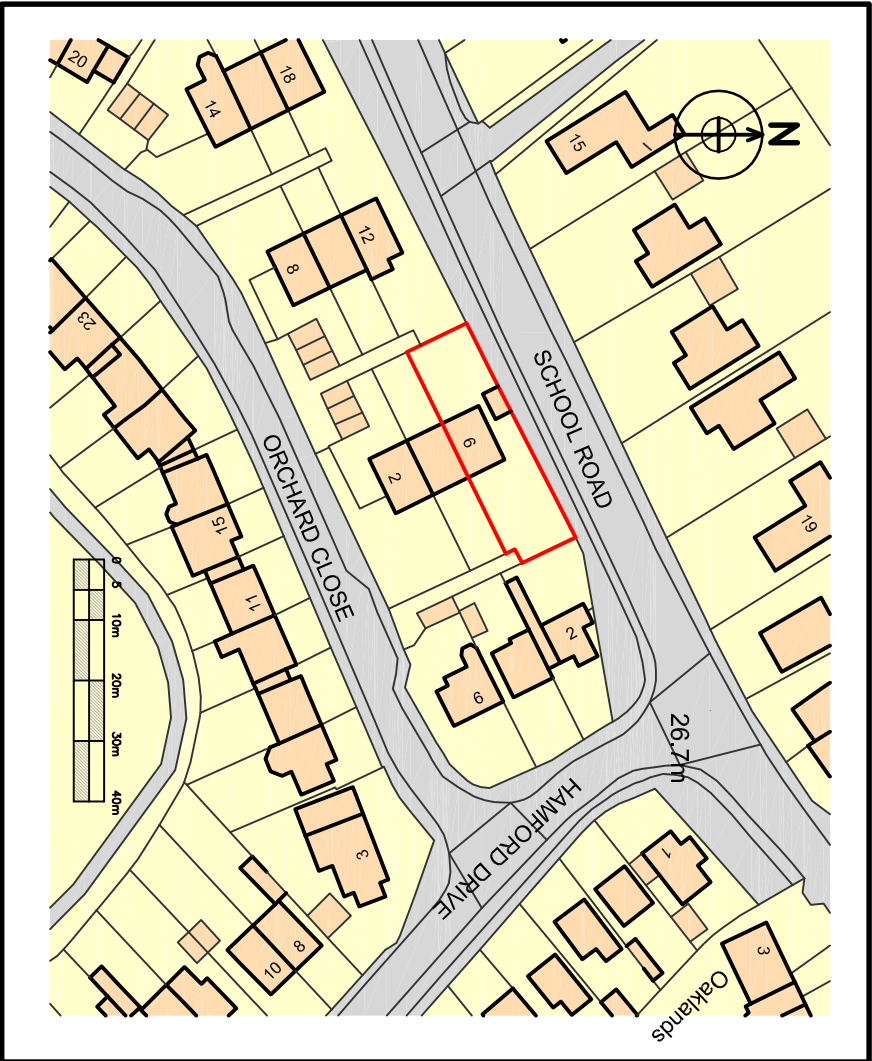 20
14
18
15
N
8
12
23
SCHOOL ROAD
6
2
ORCHARD CLOSE
15
19
11
0
5
10m
20m
30m
40m
2
6
26.7m
HAMFORD DRIVE
3
1
8
10
3
Oaklands